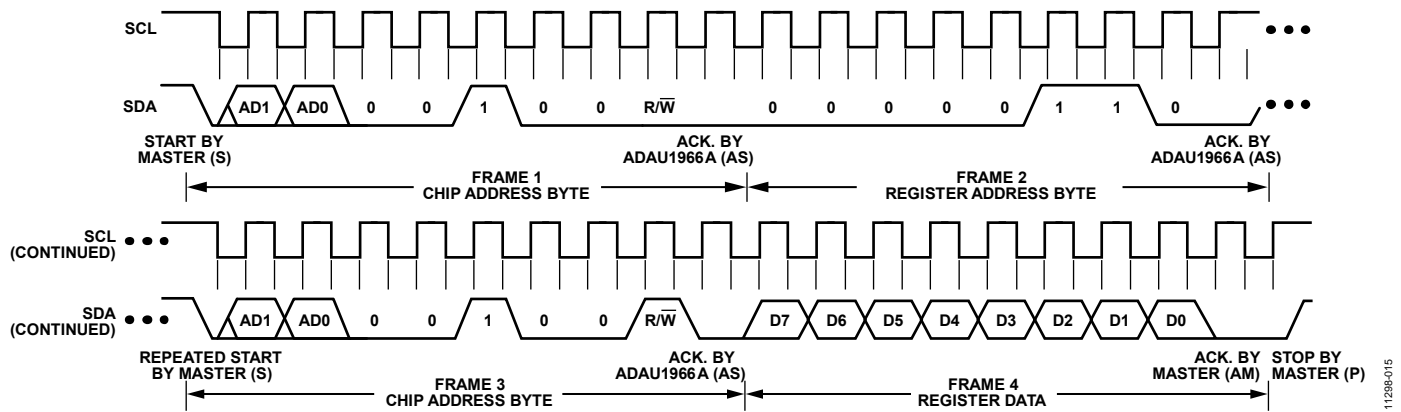 SCL
SDA AD1 AD0 0 0 1 0 0 R/W̅ 0 0 0 0 0 1 1 0
START BY
MASTER (S)
ACK. BY
ADAU1966A (AS)
ACK. BY
ADAU1966A (AS)
FRAME 1
CHIP ADDRESS BYTE
FRAME 2
REGISTER ADDRESS BYTE
SCL
(CONTINUED)
SDA
(CONTINUED)
AD1 AD0 0 0 1 0 0 R/W̅ D7 D6 D5 D4 D3 D2 D1 D0
REPEATED START
BY MASTER (S)
ACK. BY
ADAU1966A (AS)
ACK. BY
MASTER (AM)
STOP BY
MASTER (P)
FRAME 3
CHIP ADDRESS BYTE
FRAME 4
REGISTER DATA
11298-015